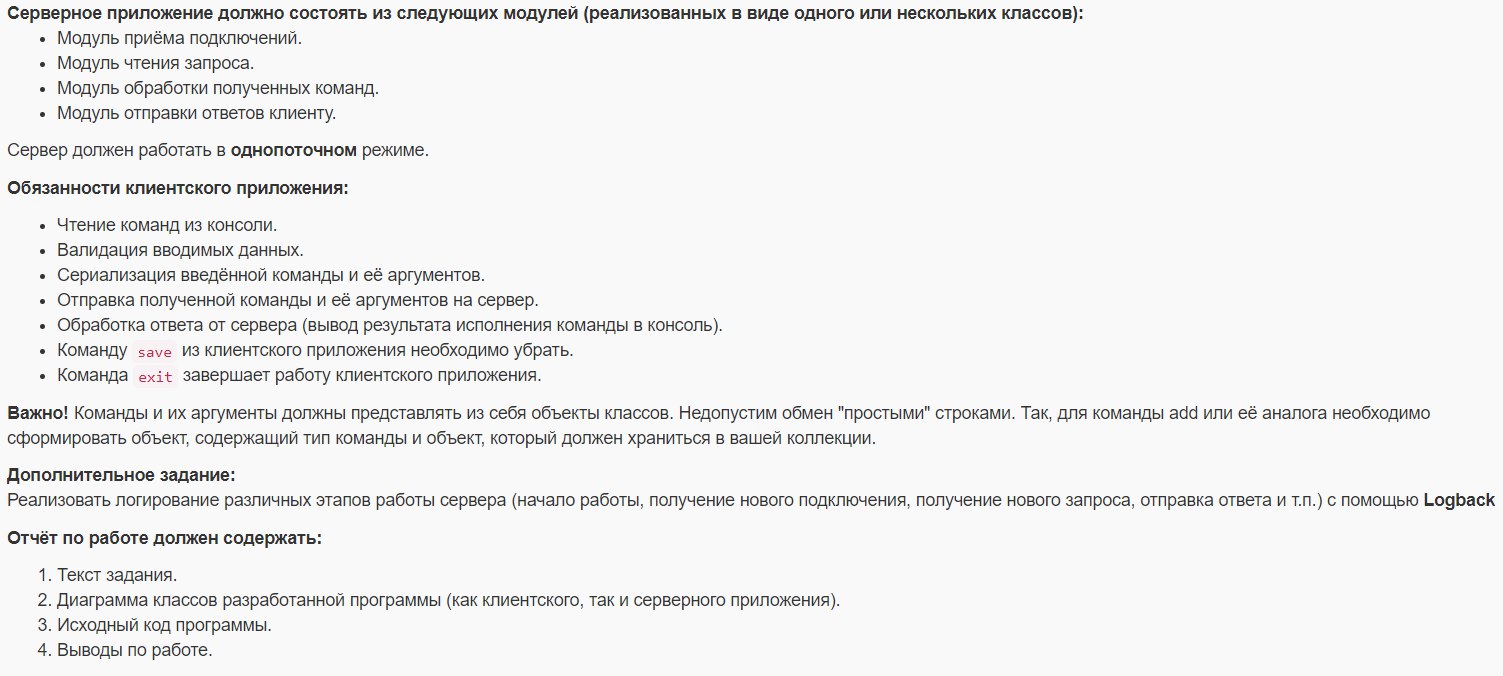 Серверное приложение должно состоять из следующих модулей (реализованных в виде одного или нескольких классов):
• Модуль приёма подключений.
• Модуль чтения запроса.
• Модуль обработки полученных команд.
• Модуль отправки ответов клиенту.
Сервер должен работать в однопоточном режиме.
Обязанности клиентского приложения:
• Чтение команд из консоли.
• Валидация вводимых данных.
• Сериализация введённой команды и её аргументов.
• Отправка полученной команды и её аргументов на сервер.
• Обработка ответа от сервера (вывод результата исполнения команды в консоль).
• Команду save из клиентского приложения необходимо убрать.
• Команда exit завершает работу клиентского приложения.
Важно! Команды и их аргументы должны представлять из себя объекты классов. Недопустим обмен "простыми" строками. Так, для команды add или её аналога необходимо
сформировать объект, содержащий тип команды и объект, который должен храниться в вашей коллекции.
Дополнительное задание:
Реализовать логирование различных этапов работы сервера (начало работы, получение нового подключения, получение нового запроса, отправка ответа и т.п.) с помощью Logback
Отчёт по работе должен содержать:
1. Текст задания.
2. Диаграмма классов разработанной программы (как клиентского, так и серверного приложения).
3. Исходный код программы.
4. Выводы по работе.